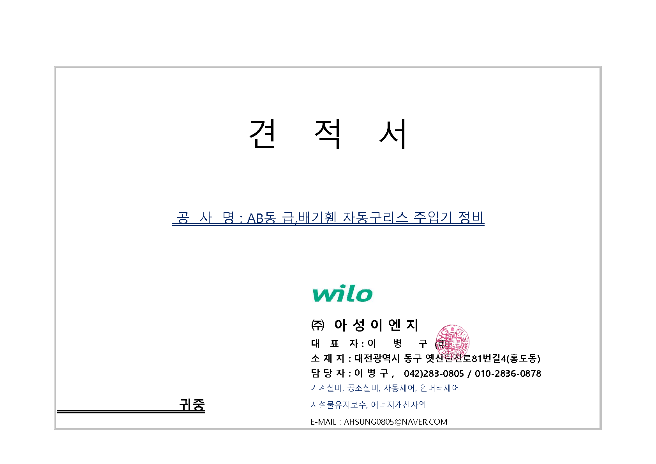 견 적 서
공 사 명 : AB동 급,배기휀 자동구리스 주입기 정비
wilo
㈜ 아 성 이 엔 지
대 표 자 : 이 병 구 (인)
소 재 지 : 대전광역시 동구 옛신탄진로81번길4(홍도동)
담 당 자 : 이 병 구 , 042)283-0805 / 010-2836-0878
귀중
E-MAIL : AHSUNG0805@NAVER.COM